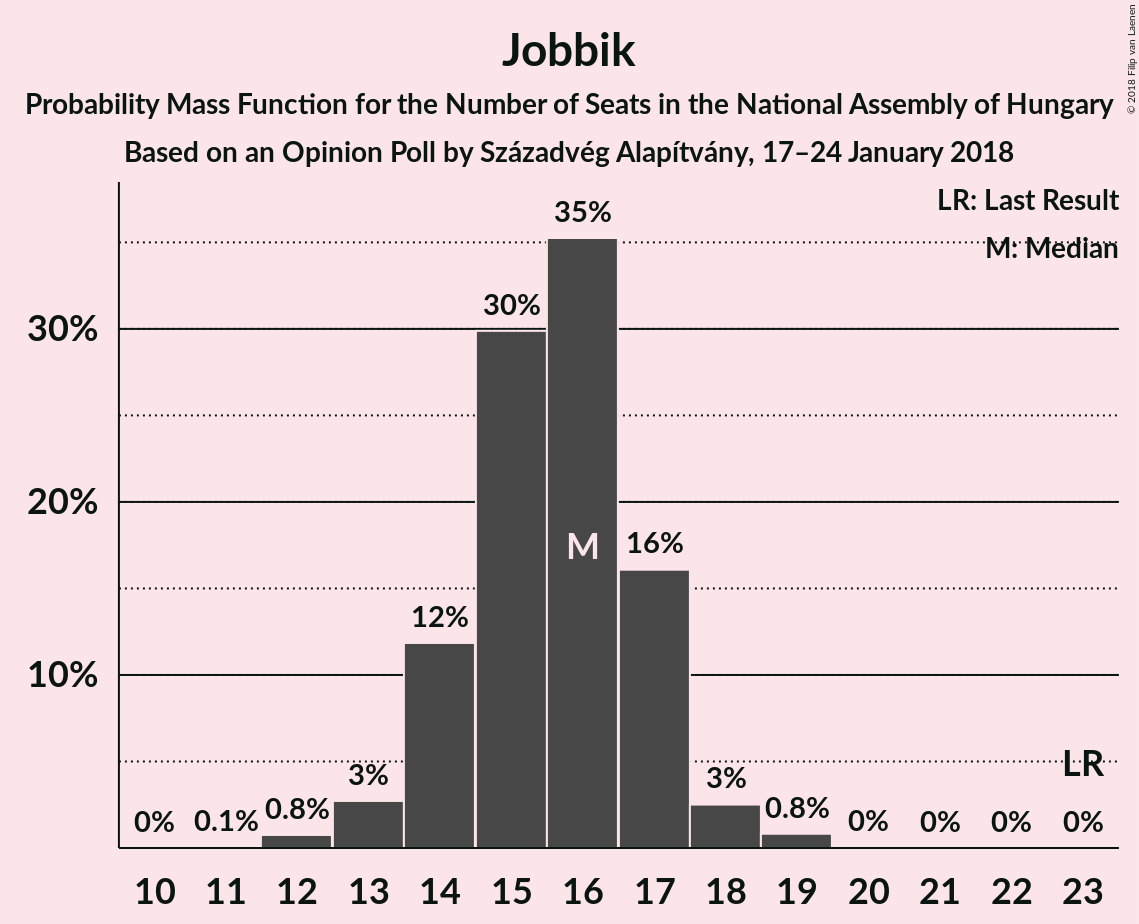 © 2018 Filip van Laenen
Jobbik
Probability Mass Function for the Number of Seats in the National Assembly of Hungary
Based on an Opinion Poll by Századvég Alapítvány, 17–24 January 2018
LR: Last Result
M: Median
35%
30%
30%
20%
M
16%
12%
10%
3%
3%
LR
0%
0.1%
0.8%
0.8%
0%
0%
0%
0%
10 11 12 13 14 15 16 17 18 19 20 21 22 23